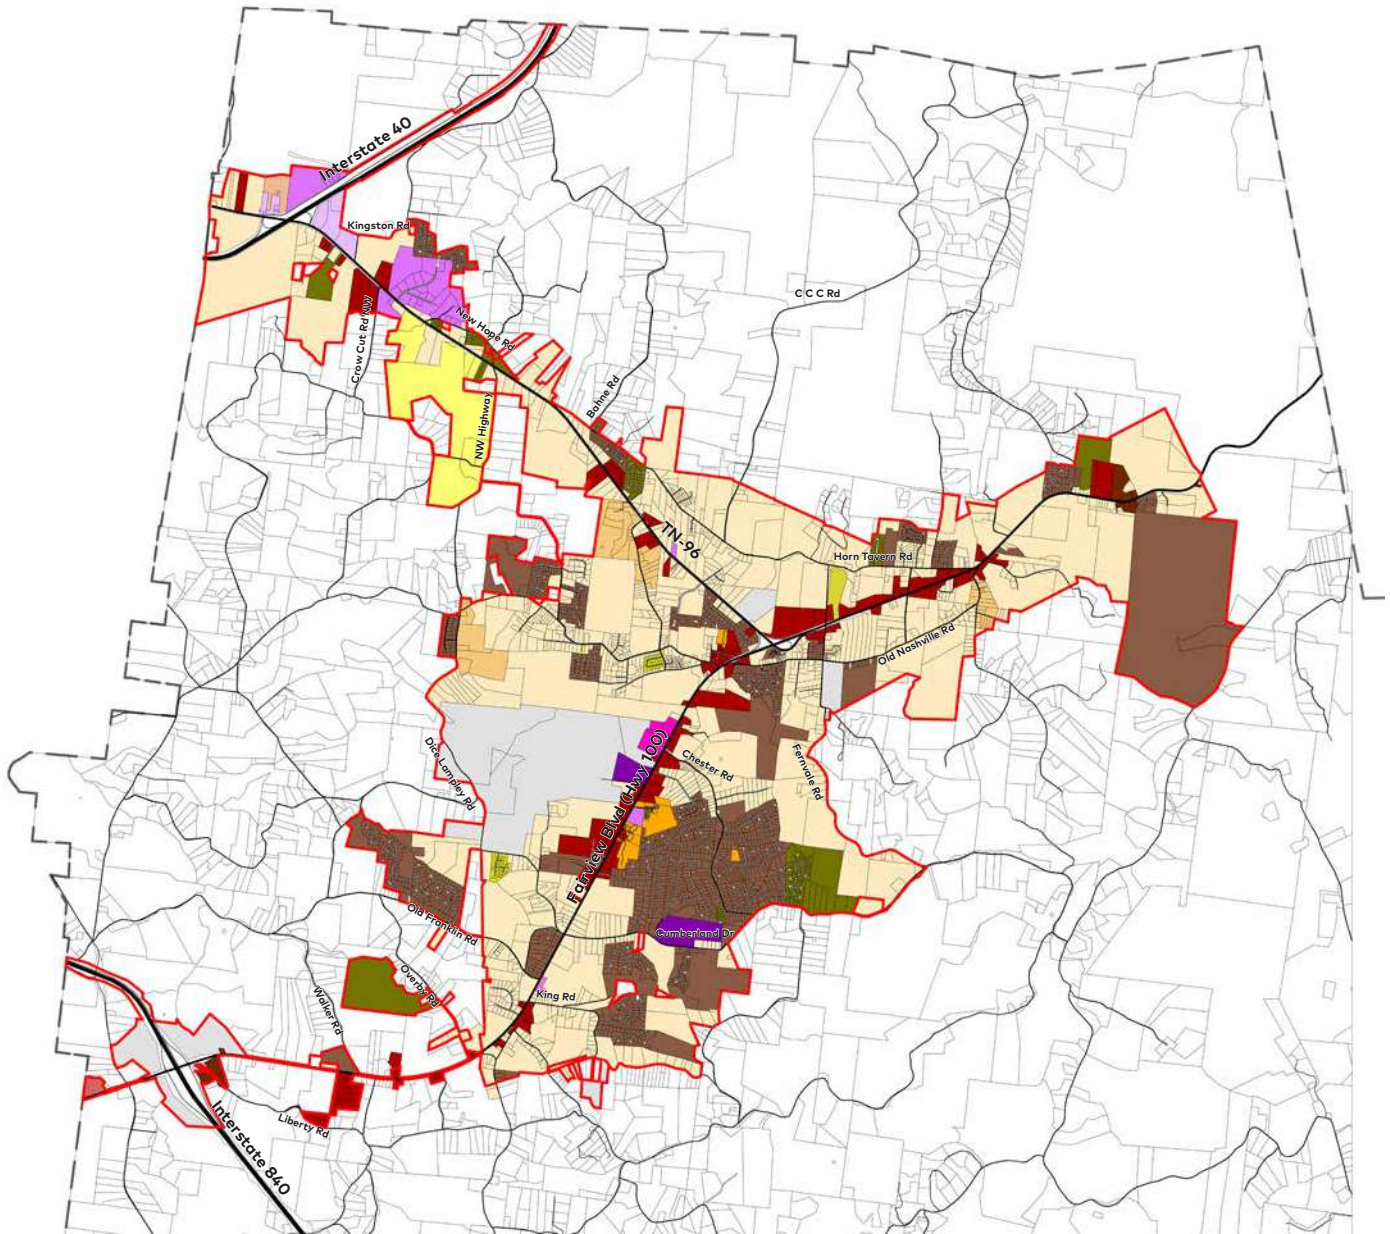 Interstate 40
Kingston Rd
C C C Rd
New Hope Rd
Crow Cut Rd NW
Bahne Rd
NW Highway
TN-96
Horn Tavern Rd
Old Nashville Rd
Fairview Blvd (Hwy 100)
Dice Lampley Rd
Chester Rd
Fernvale Rd
Old Franklin Rd
Cumberland Dr
Overby Rd
King Rd
Walker Rd
Liberty Rd
Interstate 840